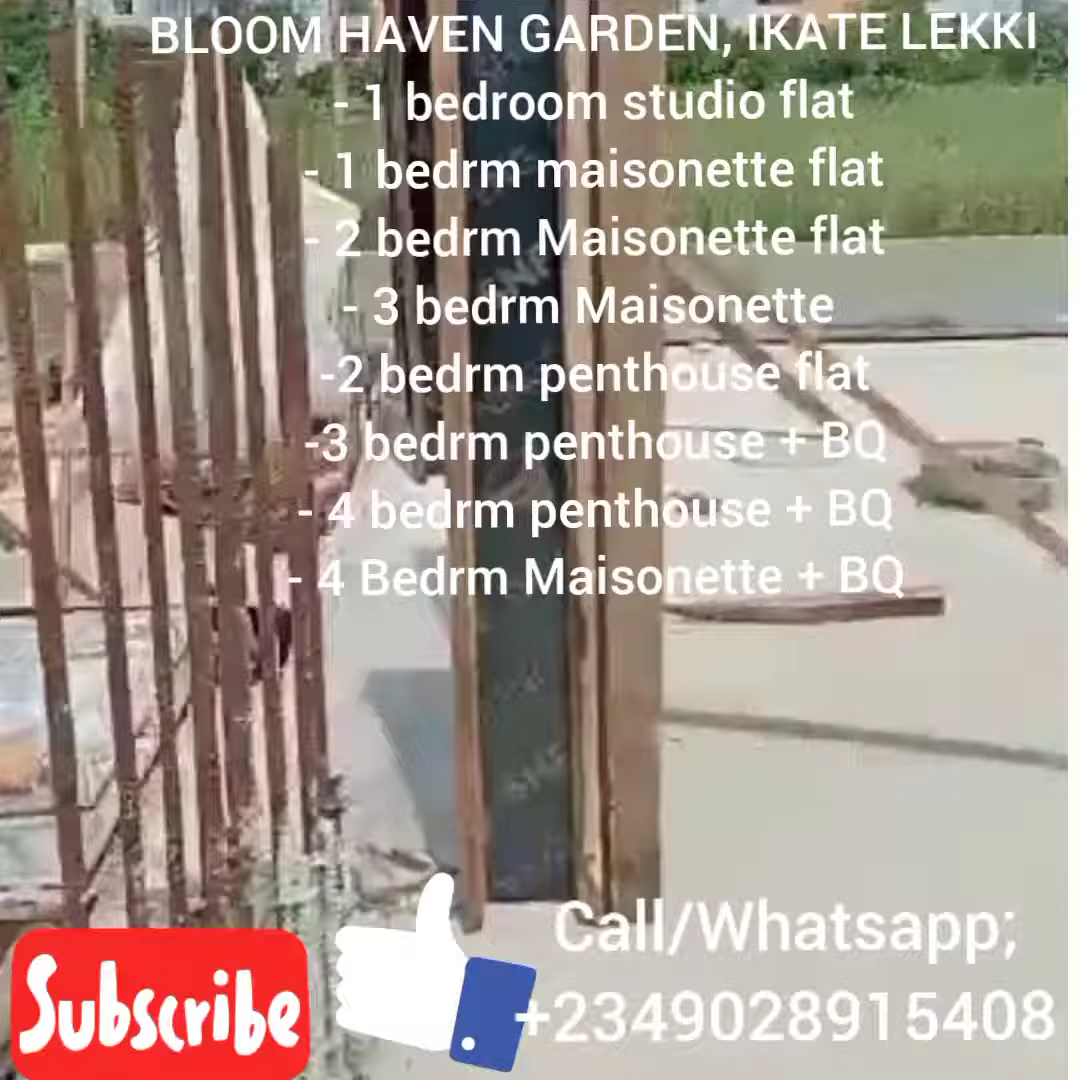 BLOOM HAVEN GARDEN, IKATE LEKKI
- 1 bedroom studio flat
- 1 bedrm maisonette flat
- 2 bedrm Maisonette flat
- 3 bedrm Maisonette
-2 bedrm penthouse flat
-3 bedrm penthouse + BQ
- 4 bedrm penthouse + BQ
- 4 Bedrm Maisonette + BQ
Call/Whatsapp;
+2349028915408
Subscribe